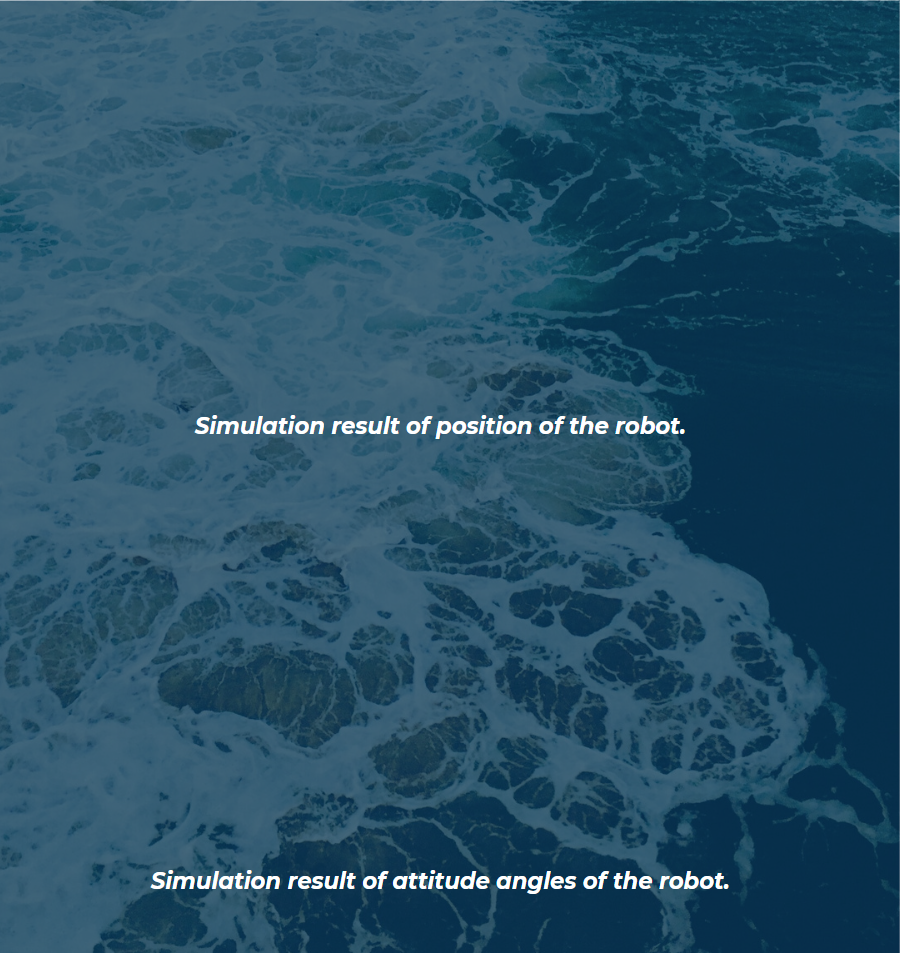 Simulation result of position of the robot.
Simulation result of attitude angles of the robot.